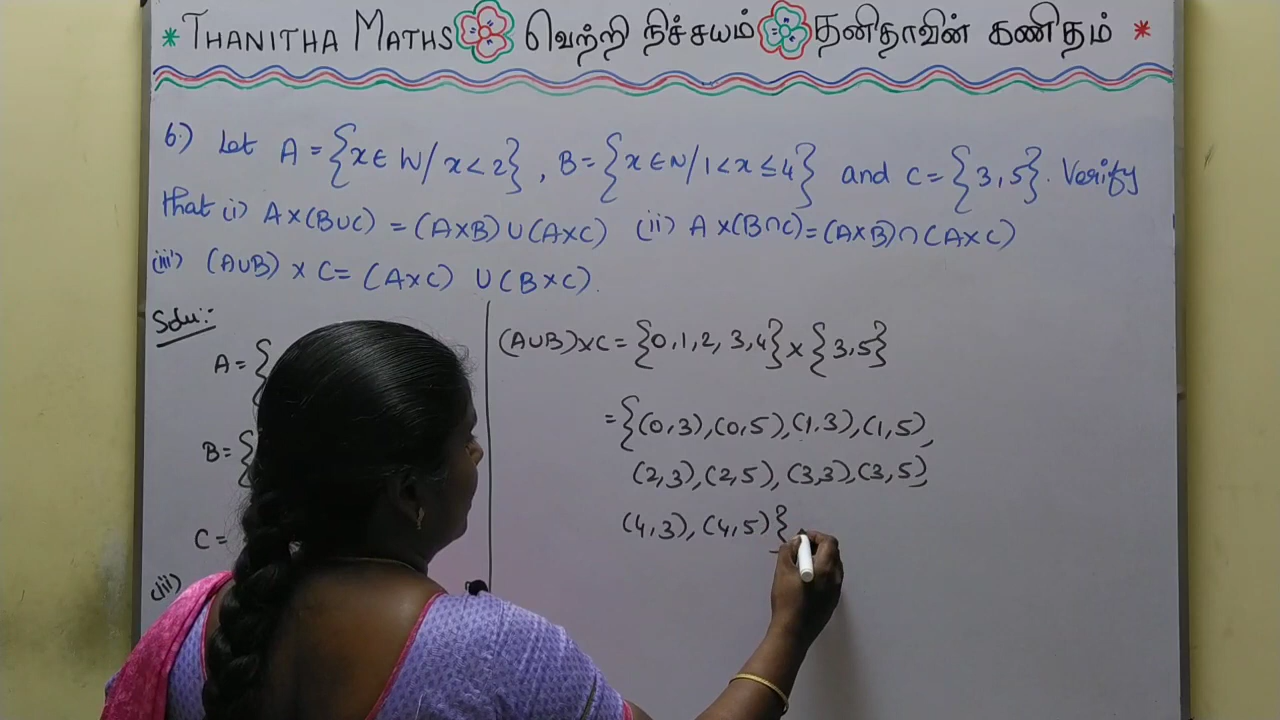 * THANITHA MATHS வெற்றி நிச்சயம் தனிதாவின் கணிதம் *
6.) Let A = {x ∈ W / x < 2}, B = {x ∈ N / 1 < x ≤ 4} and C = {3, 5}. Verify
that (i) A × (B ∪ C) = (A × B) ∪ (A × C) (ii) A × (B ∩ C) = (A × B) ∩ (A × C)
(iii) (A ∪ B) × C = (A × C) ∪ (B × C).
Solu:-
A = {
B = {
C =
(iii)
(A ∪ B) × C = {0, 1, 2, 3, 4} × {3, 5}
= {(0, 3), (0, 5), (1, 3), (1, 5),
(2, 3), (2, 5), (3, 3), (3, 5),
(4, 3), (4, 5)}